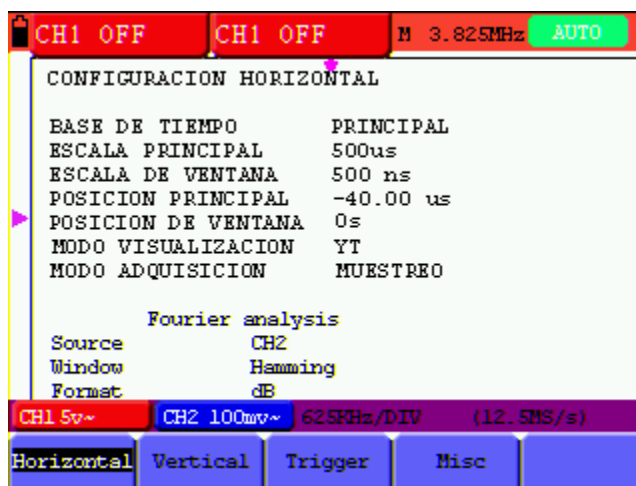 CH1 OFF CH1 OFF M 3.825MHz AUTO
CONFIGURACION HORIZONTAL
BASE DE TIEMPO PRINCIPAL
ESCALA PRINCIPAL 500us
ESCALA DE VENTANA 500 ns
POSICION PRINCIPAL -40.00 us
POSICION DE VENTANA 0s
MODO VISUALIZACION YT
MODO ADQUISICION MUESTREO
Fourier analysis
Source CH2
Window Hamming
Format dB
CH1 5v~ CH2 100mv~ 625KHz/DIV (12.5MS/s)
Horizontal Vertical Trigger Misc